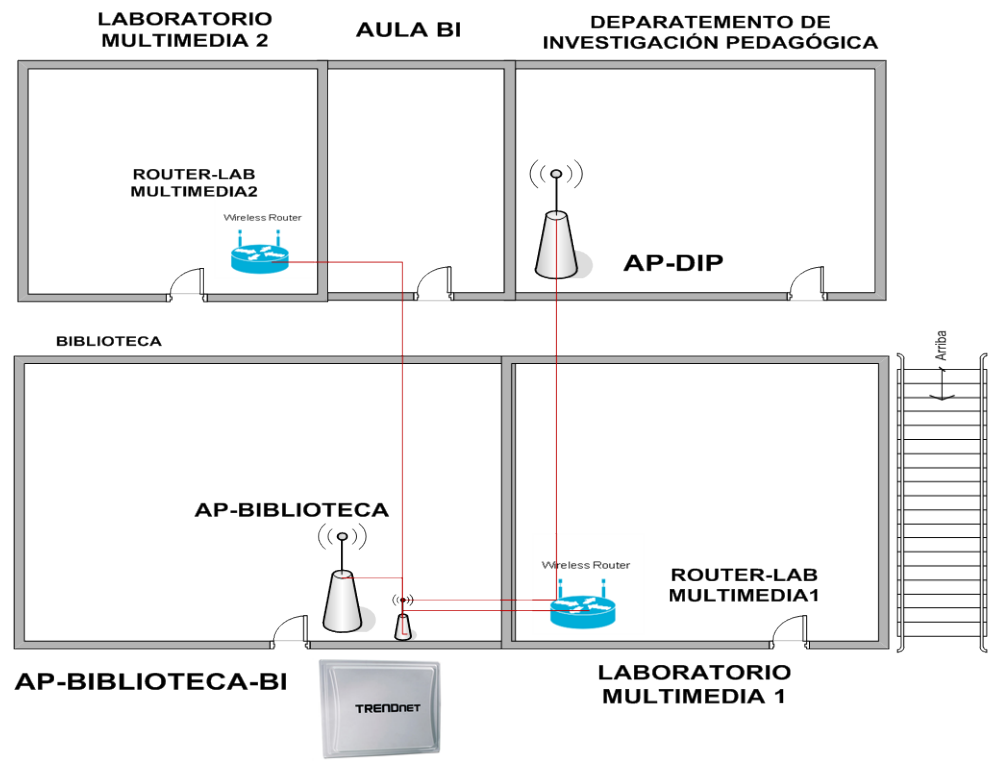 LABORATORIO
MULTIMEDIA 2
AULA BI
DEPARATEMENTO DE
INVESTIGACIÓN PEDAGÓGICA
ROUTER-LAB
MULTIMEDIA2
Wireless Router
AP-DIP
BIBLIOTECA
Arriba
AP-BIBLIOTECA
Wireless Router
ROUTER-LAB
MULTIMEDIA1
AP-BIBLIOTECA-BI
TRENDNET
LABORATORIO
MULTIMEDIA 1